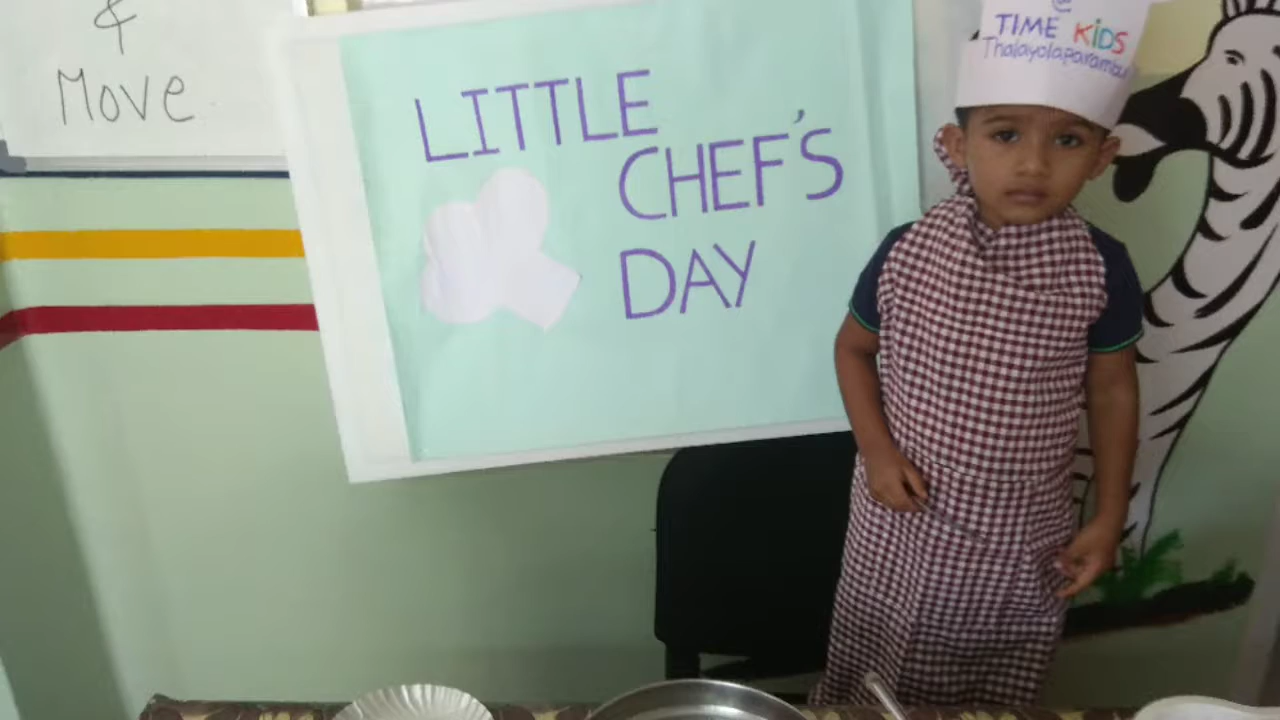 &
Move
LITTLE
CHEF'S
DAY
@
TIME KIDS
Thalayolaparambu